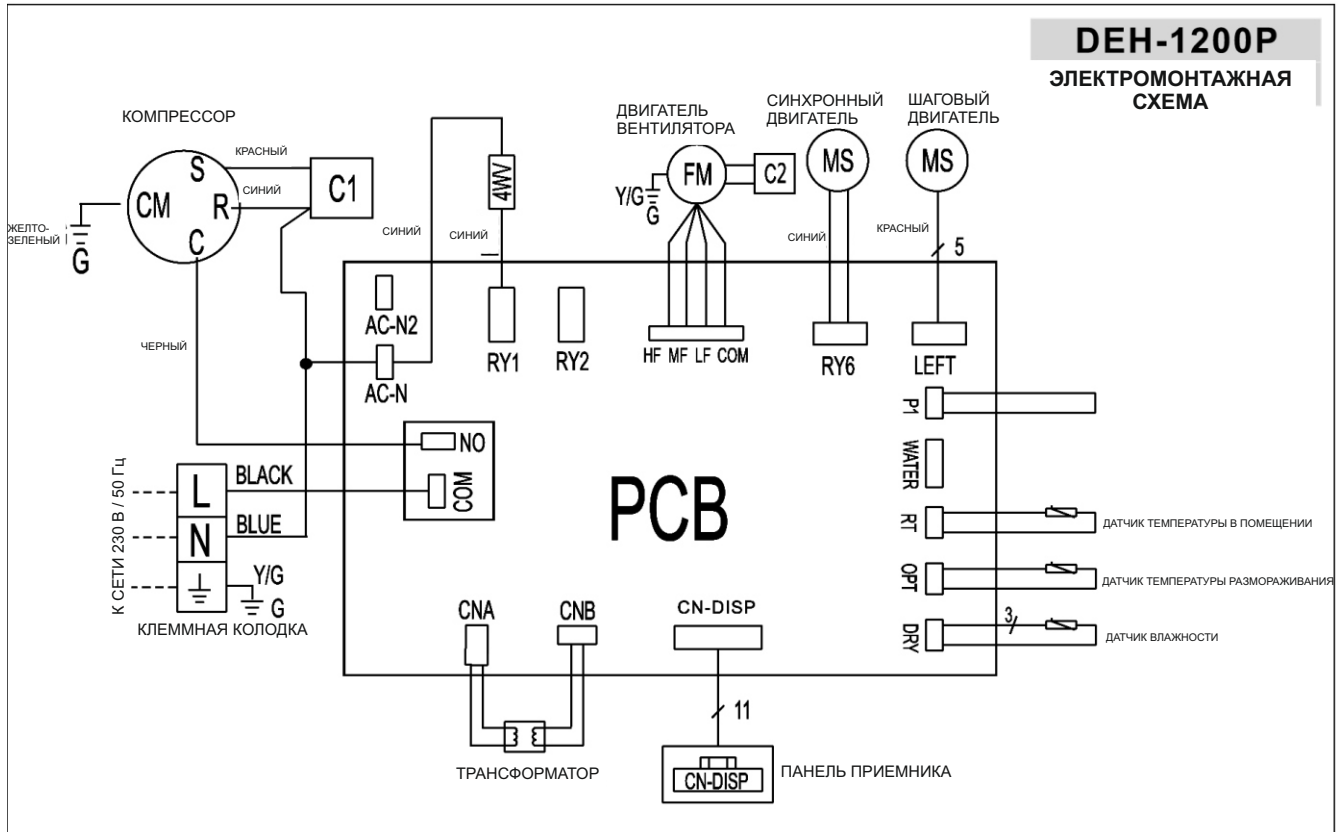 DEH-1200P
ЭЛЕКТРОМОНТАЖНАЯ
СХЕМА
КОМПРЕССОР
ДВИГАТЕЛЬ
ВЕНТИЛЯТОРА
СИНХРОННЫЙ
ДВИГАТЕЛЬ
ШАГОВЫЙ
ДВИГАТЕЛЬ
S
КРАСНЫЙ
C1
СИНИЙ
CM
R
C
ЖЕЛТО-
ЗЕЛЕНЫЙ
G
СИНИЙ
СИНИЙ
4WV
Y/G
G
FM
C2
MS
СИНИЙ
MS
КРАСНЫЙ
5
ЧЕРНЫЙ
AC-N2
AC-N
RY1
RY2
HF MF LF COM
RY6
LEFT
P1
WATER
RT
ДАТЧИК ТЕМПЕРАТУРЫ В ПОМЕЩЕНИИ
OPT
ДАТЧИК ТЕМПЕРАТУРЫ РАЗМОРАЖИВАНИЯ
DRY
3
ДАТЧИК ВЛАЖНОСТИ
NO
COM
PCB
К СЕТИ 230 В / 50 Гц
L
BLACK
N
BLUE
Y/G
G
КЛЕММНАЯ КОЛОДКА
CNA
CNB
CN-DISP
11
ТРАНСФОРМАТОР
CN-DISP
ПАНЕЛЬ ПРИЕМНИКА